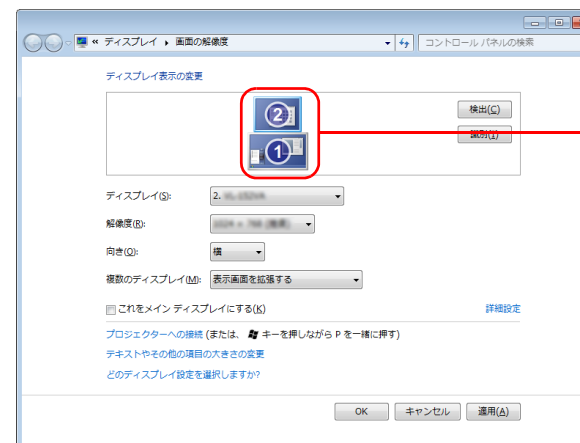 « ディスプレイ ▸ 画面の解像度
コントロール パネルの検索
ディスプレイ表示の変更
2
1
検出(C)
識別(I)
ディスプレイ(S): 2.
解像度(R):
向き(O): 横
複数のディスプレイ(M): 表示画面を拡張する
これをメイン ディスプレイにする(K)
詳細設定
プロジェクターへの接続 (または、 キーを押しながら P を一緒に押す)
テキストやその他の項目の大きさの変更
どのディスプレイ設定を選択しますか?
OK キャンセル 適用(A)